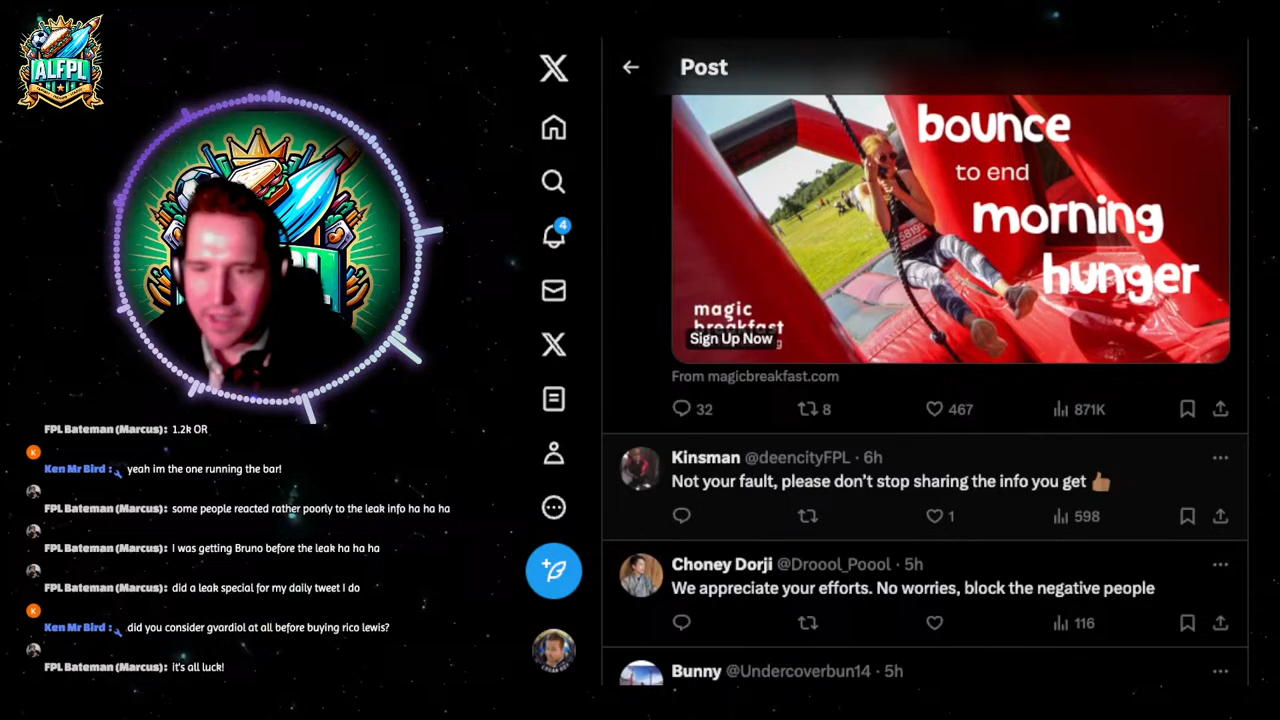 ALFPL
FPL Bateman (Marcus): 1.2k OR
K
Ken Mr Bird : yeah im the one running the bar!
FPL Bateman (Marcus): some people reacted rather poorly to the leak info ha ha ha
FPL Bateman (Marcus): I was getting Bruno before the leak ha ha ha
FPL Bateman (Marcus): did a leak special for my daily tweet I do
K
Ken Mr Bird : did you consider gvardiol at all before buying rico lewis?
FPL Bateman (Marcus): it's all luck!
4
Post
bounce
to end
morning
hunger
magic
breakfast
Sign Up Now
From magicbreakfast.com
32 8 467 871K
Kinsman @deencityFPL · 6h
Not your fault, please don't stop sharing the info you get 👍🏽
1 598
Choney Dorji @Droool_Poool · 5h
We appreciate your efforts. No worries, block the negative people
116
Bunny @Undercoverbun14 · 5h